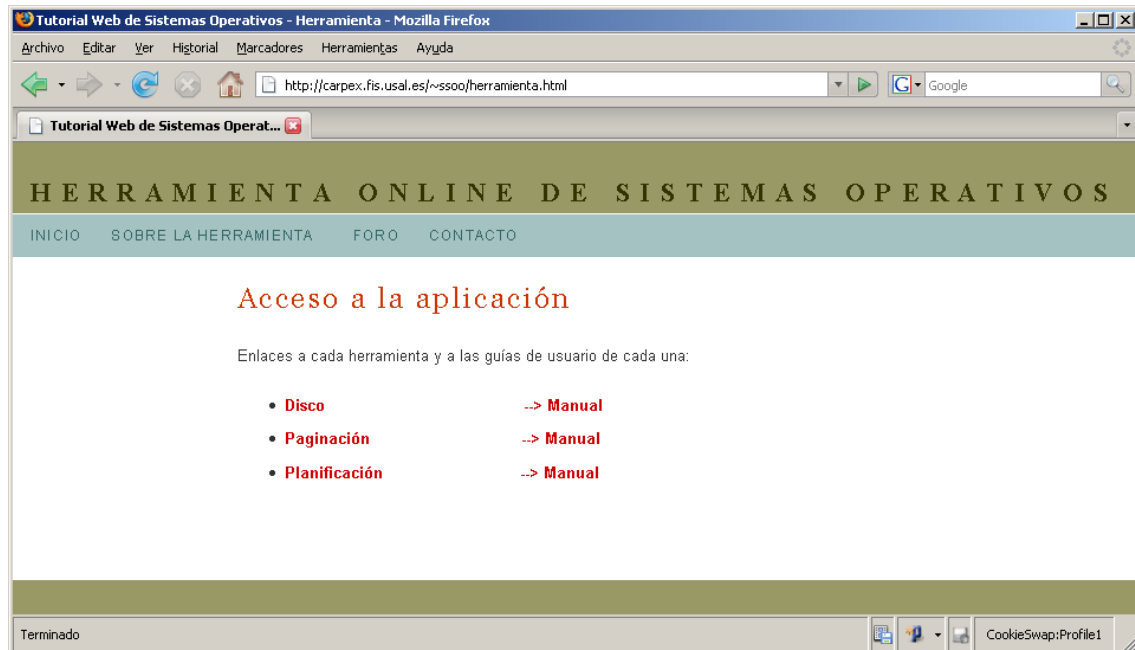 Tutorial Web de Sistemas Operativos - Herramienta - Mozilla Firefox
Archivo Editar Ver Historial Marcadores Herramientas Ayuda
http://carpex.fis.usal.es/~ssoo/herramienta.html
G Google
Tutorial Web de Sistemas Operat...
HERRAMIENTA ONLINE DE SISTEMAS OPERATIVOS
INICIO SOBRE LA HERRAMIENTA FORO CONTACTO
Acceso a la aplicación
Enlaces a cada herramienta y a las guías de usuario de cada una:
• Disco --> Manual
• Paginación --> Manual
• Planificación --> Manual
Terminado CookieSwap:Profile1